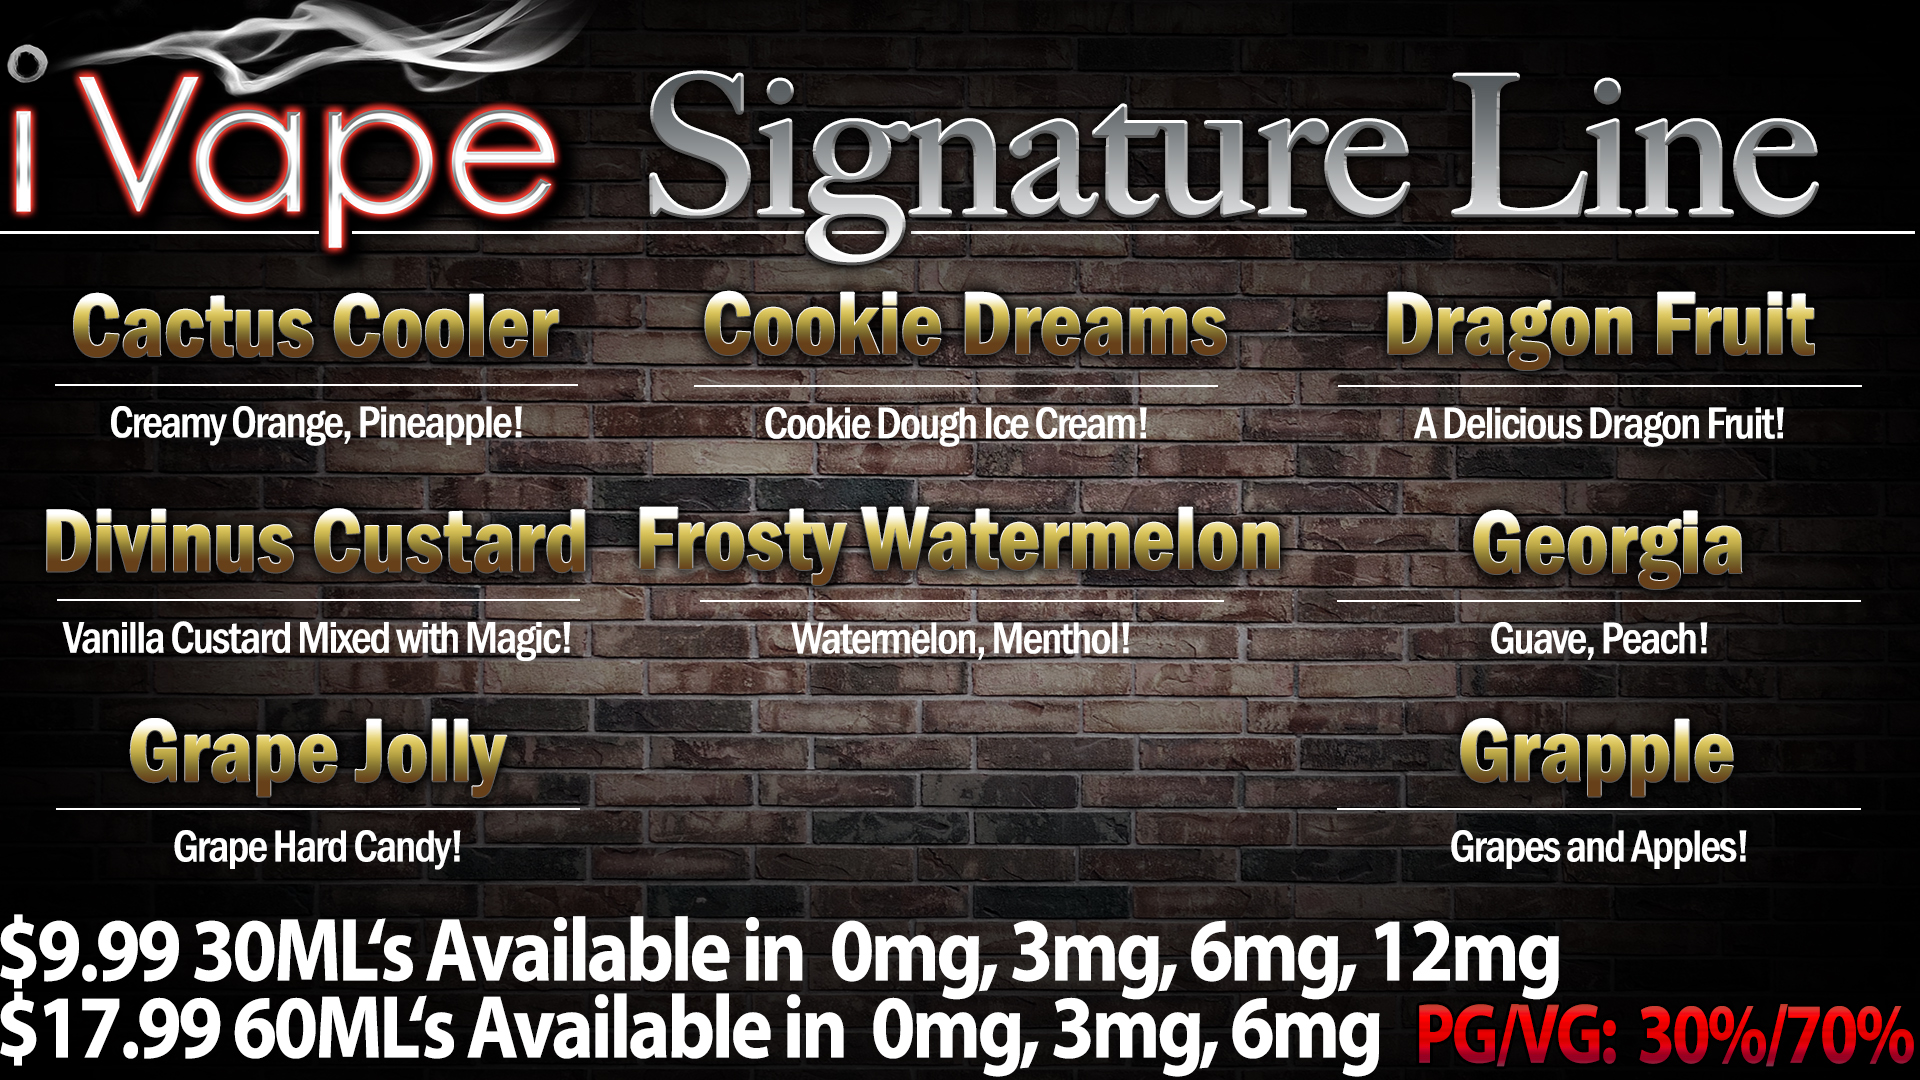 i Vape Signature Line
Cactus Cooler
Creamy Orange, Pineapple!
Cookie Dreams
Cookie Dough Ice Cream!
Dragon Fruit
A Delicious Dragon Fruit!
Divinus Custard
Vanilla Custard Mixed with Magic!
Frosty Watermelon
Watermelon, Menthol!
Georgia
Guave, Peach!
Grape Jolly
Grape Hard Candy!
Grapple
Grapes and Apples!
$9.99 30ML‘s Available in 0mg, 3mg, 6mg, 12mg
$17.99 60ML‘s Available in 0mg, 3mg, 6mg PG/VG: 30%/70%